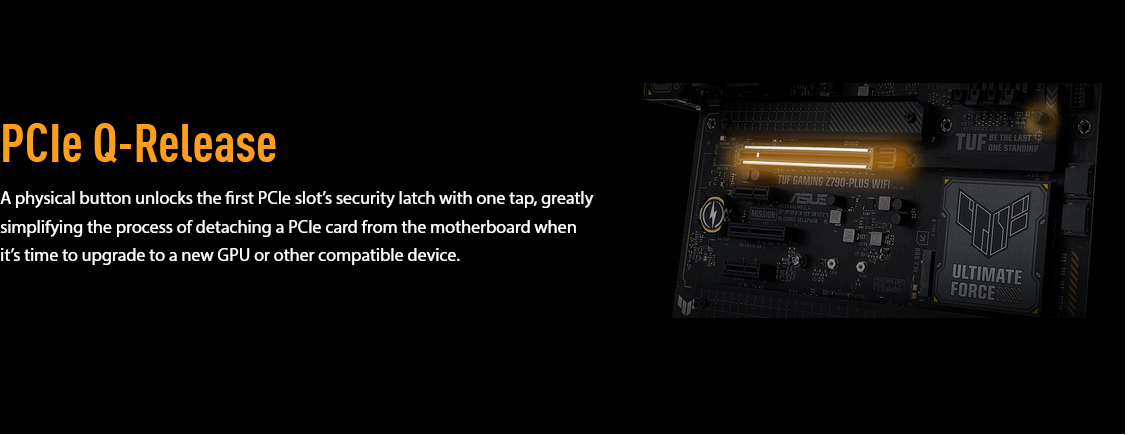 PCIe Q-Release
A physical button unlocks the first PCIe slot's security latch with one tap, greatly
simplifying the process of detaching a PCIe card from the motherboard when
it's time to upgrade to a new GPU or other compatible device.
TUF BE THE LAST
ONE STANDING
TUF GAMING Z790-PLUS WIFI
ASUS
MISSION
ULTIMATE
FORCE